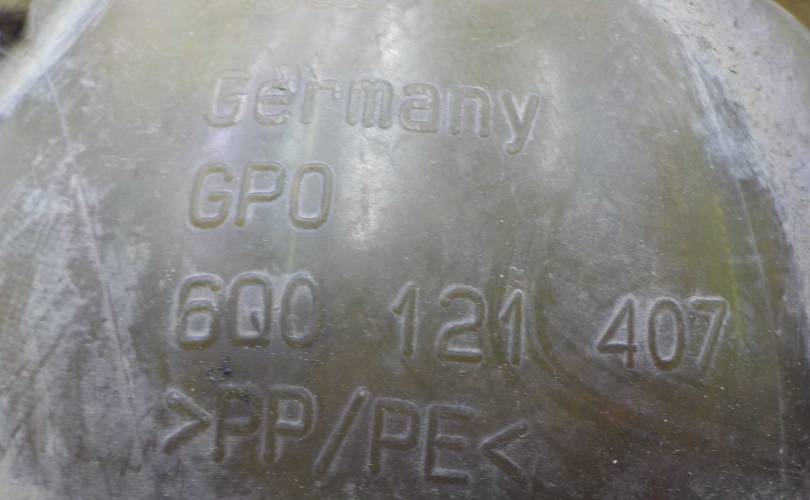 Germany
GPO
6Q0 121 407
>PP/PE<